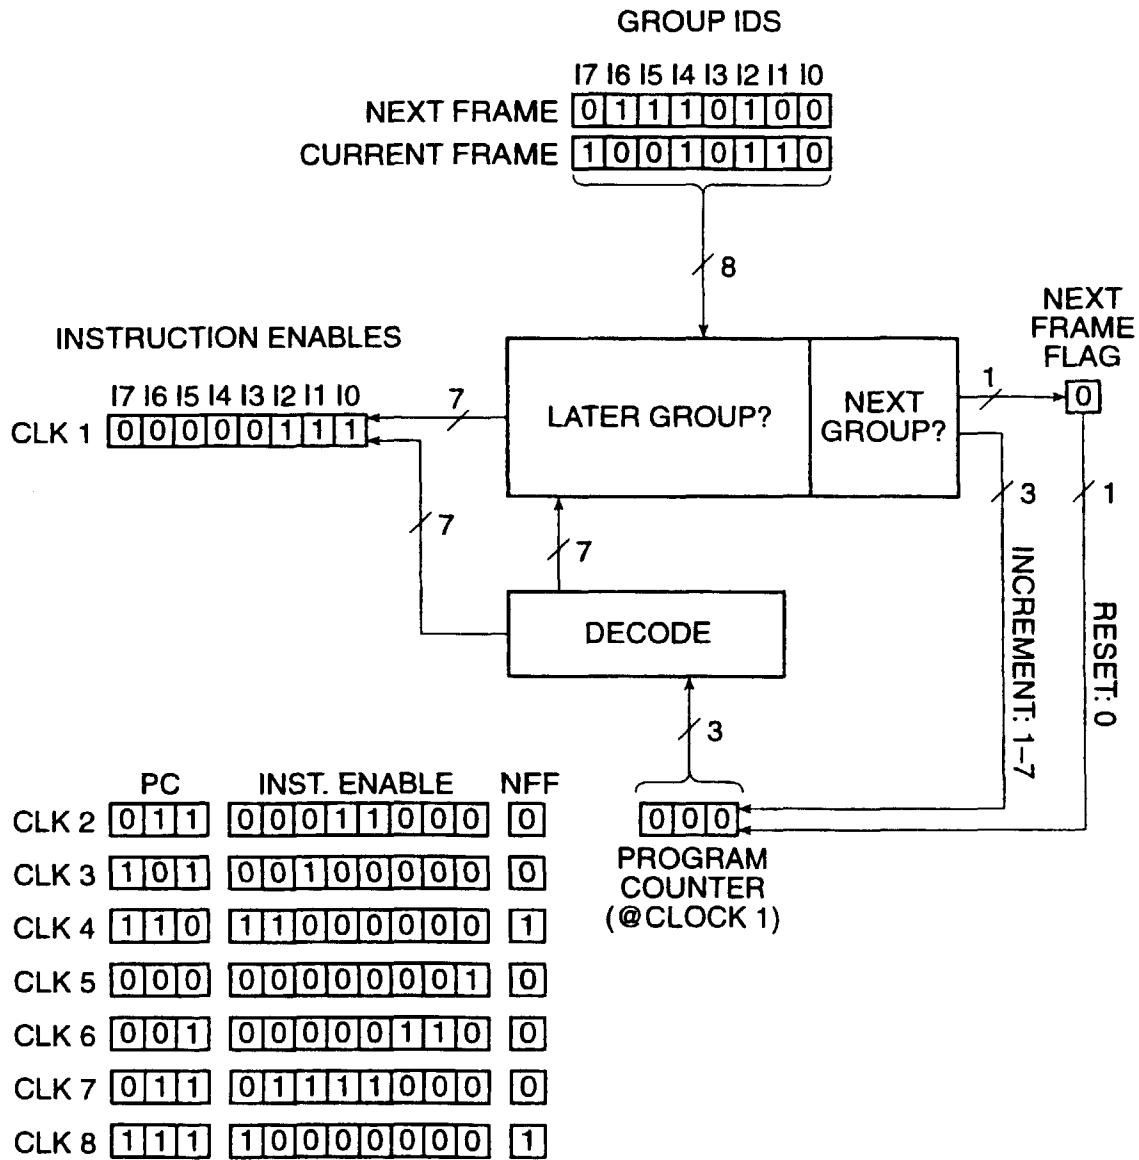 GROUP IDS
I7 I6 I5 I4 I3 I2 I1 I0
NEXT FRAME 0 1 1 1 0 1 0 0
CURRENT FRAME 1 0 0 1 0 1 1 0
8
NEXT
FRAME
FLAG
0
INSTRUCTION ENABLES
I7 I6 I5 I4 I3 I2 I1 I0
CLK 1 0 0 0 0 0 1 1 1
7
LATER GROUP?
NEXT
GROUP?
1
3
1
7
7
INCREMENT: 1–7
RESET: 0
DECODE
3
0 0 0
PROGRAM
COUNTER
(@CLOCK 1)
PC INST. ENABLE NFF
CLK 2 0 1 1 0 0 0 1 1 0 0 0 0
CLK 3 1 0 1 0 0 1 0 0 0 0 0 0
CLK 4 1 1 0 1 1 0 0 0 0 0 0 1
CLK 5 0 0 0 0 0 0 0 0 0 0 1 0
CLK 6 0 0 1 0 0 0 0 0 1 1 0 0
CLK 7 0 1 1 0 1 1 1 1 0 0 0 0
CLK 8 1 1 1 1 0 0 0 0 0 0 0 1